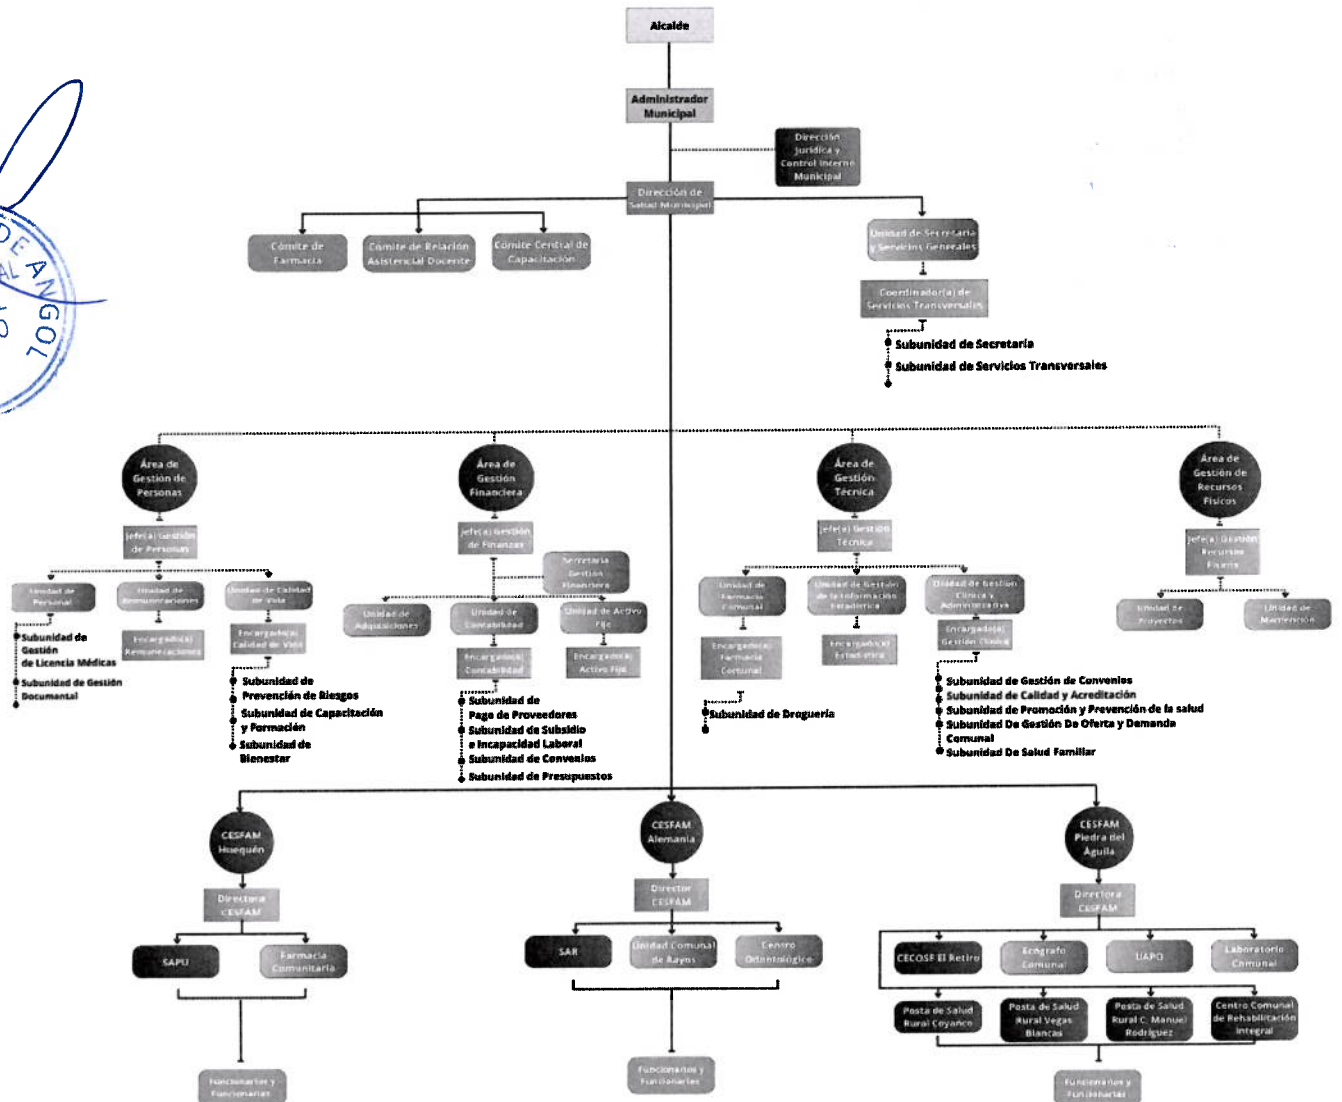 Alcalde
Administrador
Municipal
Dirección
Jurídica y
Control Interno
Municipal
Dirección de
Salud Municipal
Cómite de
Farmacia
Comite de Relación
Asistencial Docente
Comite Central de
Capacitación
Unidad de Secretaria
y Servicios Generales
Coordinador(a) de
Servicios Transversales
Subunidad de Secretaría
Subunidad de Servicios Transversales
DE ANGOL
Área de
Gestión de
Personas
Área de
Gestión
Financiera
Área de
Gestión
Técnica
Área de
Gestión de
Recursos
Físicos
Jefe(a) Gestión
de Personas
Jefe(a) Gestión
de Finanzas
Jefe(a) Gestión
Técnica
Jefe(a) Gestión
Recursos
Secretaria
Gestión
Financiera
Unidad de
Personal
Unidad de
Remuneraciones
Unidad de Calidad
de Vida
Unidad de
Adquisiciones
Unidad de
Contabilidad
Unidad de Activo
Fijo
Unidad de
Farmacia
Comunal
Unidad de Gestión
de la Información
Estadística
Unidad de Gestión
Clínica y
Administrativa
Unidad de
Proyectos
Unidad de
Mantención
Encargado(a)
Remuneraciones
Encargado(a)
Calidad de Vida
Encargado(a)
Contabilidad
Encargado(a)
Activo Fijo
Encargado(a)
Farmacia
Comunal
Encargado(a)
Estadística
Encargado(a)
Gestión Clínica
Subunidad de
Gestión
de Licencia Médicas
Subunidad de Gestión
Documental
Subunidad de
Prevención de Riesgos
Subunidad de Capacitación
y Formación
Subunidad de
Bienestar
Subunidad de
Pago de Proveedores
Subunidad de Subsidio
e Incapacidad Laboral
Subunidad de Convenios
Subunidad de Presupuestos
Subunidad de Droguería
Subunidad de Gestión de Convenios
Subunidad de Calidad y Acreditación
Subunidad de Promoción y Prevención de la salud
Subunidad De Gestión De Oferta y Demanda
Comunal
Subunidad De Salud Familiar
CESFAM
Huequén
CESFAM
Alemania
CESFAM
Piedra del
Águila
Directora
CESFAM
Director
CESFAM
Directora
CESFAM
SAPU
Farmacia
Comunitaria
SAR
Unidad Comunal
de Rayos
Centro
Odontológico
CECOSF El Retiro
Ecógrafo
Comunal
UAPO
Laboratorio
Comunal
Posta de Salud
Rural Coyanco
Posta de Salud
Rural Vegas
Blancas
Posta de Salud
Rural C. Manuel
Rodríguez
Centro Comunal
de Rehabilitación
Integral
Funcionarios y
Funcionarias
Funcionarios y
Funcionarias
Funcionarios y
Funcionarias